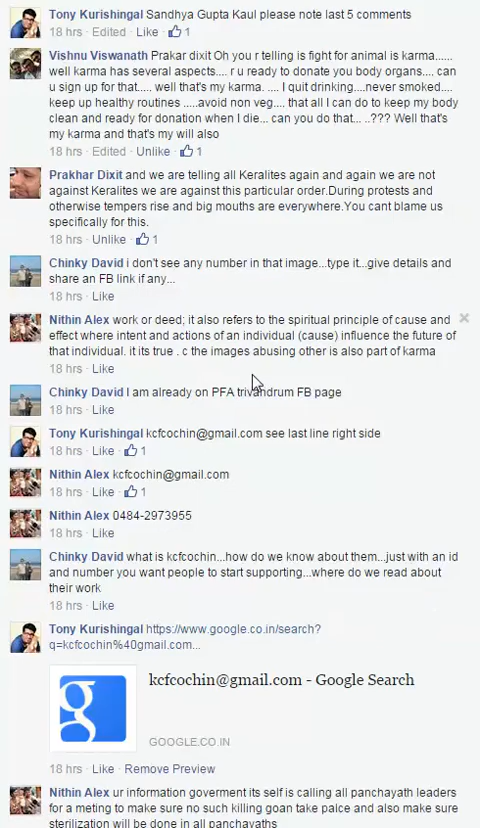 Tony Kurishingal Sandhya Gupta Kaul please note last 5 comments
18 hrs · Edited · Like · 1
Vishnu Viswanath Prakar dixit Oh you r telling is fight for animal is karma......
well karma has several aspects.... r u ready to donate you body organs.... can
u sign up for that..... well that's my karma. .... I quit drinking....never smoked....
keep up healthy routines .....avoid non veg.... that all I can do to keep my body
clean and ready for donation when I die... can you do that... ..??? Well that's
my karma and that's my will also
18 hrs · Edited · Unlike · 1
Prakhar Dixit and we are telling all Keralites again and again we are not
against Keralites we are against this particular order.During protests and
otherwise tempers rise and big mouths are everywhere.You cant blame us
specifically for this.
18 hrs · Unlike · 1
Chinky David i don't see any number in that image...type it...give details and
share an FB link if any...
18 hrs · Like
Nithin Alex work or deed; it also refers to the spiritual principle of cause and
effect where intent and actions of an individual (cause) influence the future of
that individual. it its true . c the images abusing other is also part of karma
18 hrs · Like
Chinky David I am already on PFA trivandrum FB page
18 hrs · Like
Tony Kurishingal kcfcochin@gmail.com see last line right side
18 hrs · Like · 1
Nithin Alex kcfcochin@gmail.com
18 hrs · Like · 1
Nithin Alex 0484-2973955
18 hrs · Like
Chinky David what is kcfcochin...how do we know about them...just with an id
and number you want people to start supporting...where do we read about
their work
18 hrs · Like
Tony Kurishingal https://www.google.co.in/search?
q=kcfcochin%40gmail.com...
g
kcfcochin@gmail.com - Google Search
GOOGLE.CO.IN
18 hrs · Like · Remove Preview
Nithin Alex ur information goverment its self is calling all panchayath leaders
for a meting to make sure no such killing goan take palce and also make sure
sterilization will be done in all panchayaths